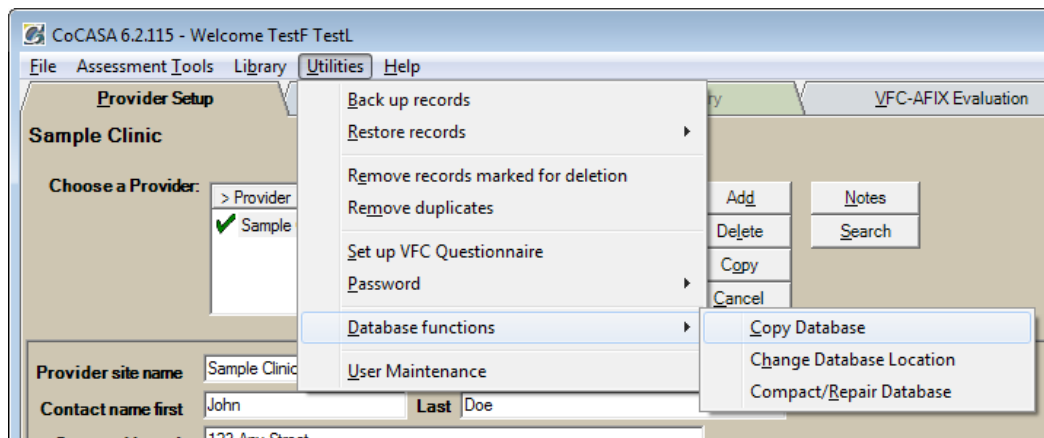 CoCASA 6.2.115 - Welcome TestF TestL
File Assessment Tools Library Utilities Help
Provider Setup
VFC-AFIX Evaluation
Sample Clinic
Choose a Provider:
> Provider
Sample
Back up records
Restore records
Remove records marked for deletion
Remove duplicates
Set up VFC Questionnaire
Password
Database functions
User Maintenance
Copy Database
Change Database Location
Compact/Repair Database
Add Notes
Delete Search
Copy
Cancel
Provider site name Sample Clinic
Contact name first John Last Doe
123 Any Street